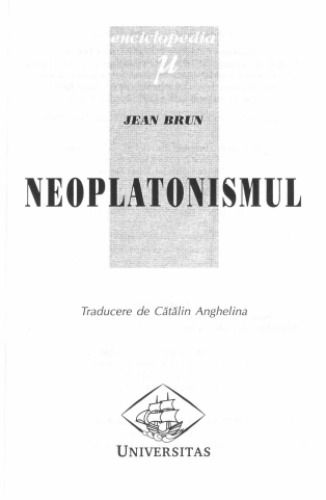 enciclopedia
μ
JEAN BRUN
NEOPLATONISMUL
Traducere de Cătălin Anghelina
UNIVERSITAS